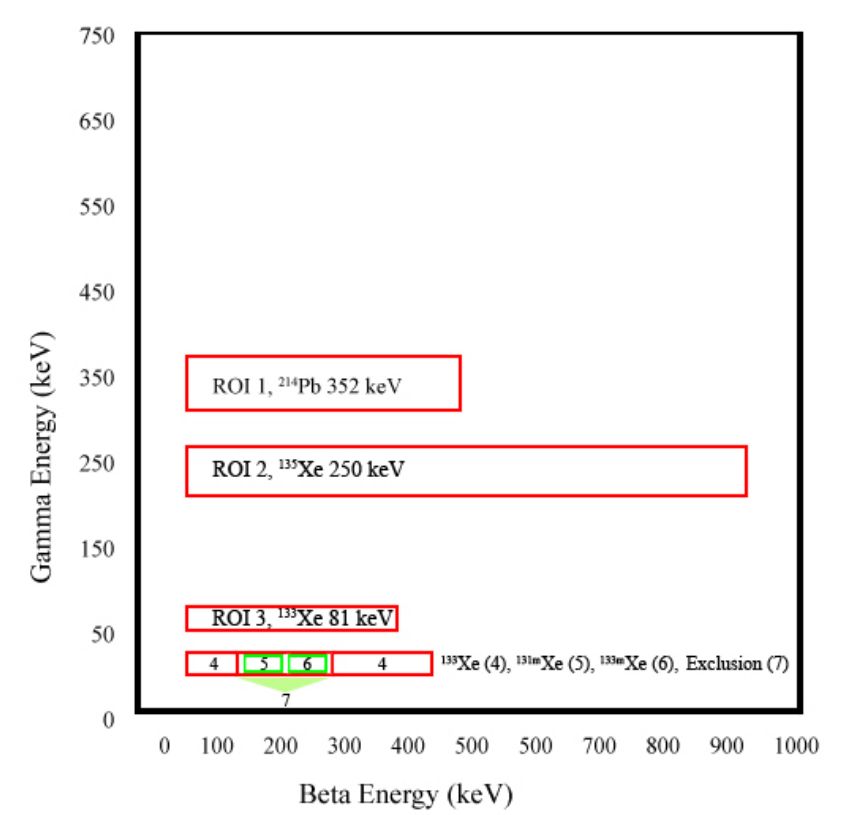 750
650
550
450
350
250
150
50
0
Gamma Energy (keV)
ROI 1, ²¹⁴Pb 352 keV
ROI 2, ¹³⁵Xe 250 keV
ROI 3, ¹³³Xe 81 keV
4 5 6 4 ¹³³Xe (4), ¹³¹ᵐXe (5), ¹³³ᵐXe (6), Exclusion (7)
7
0 100 200 300 400 500 500 700 800 900 1000
Beta Energy (keV)